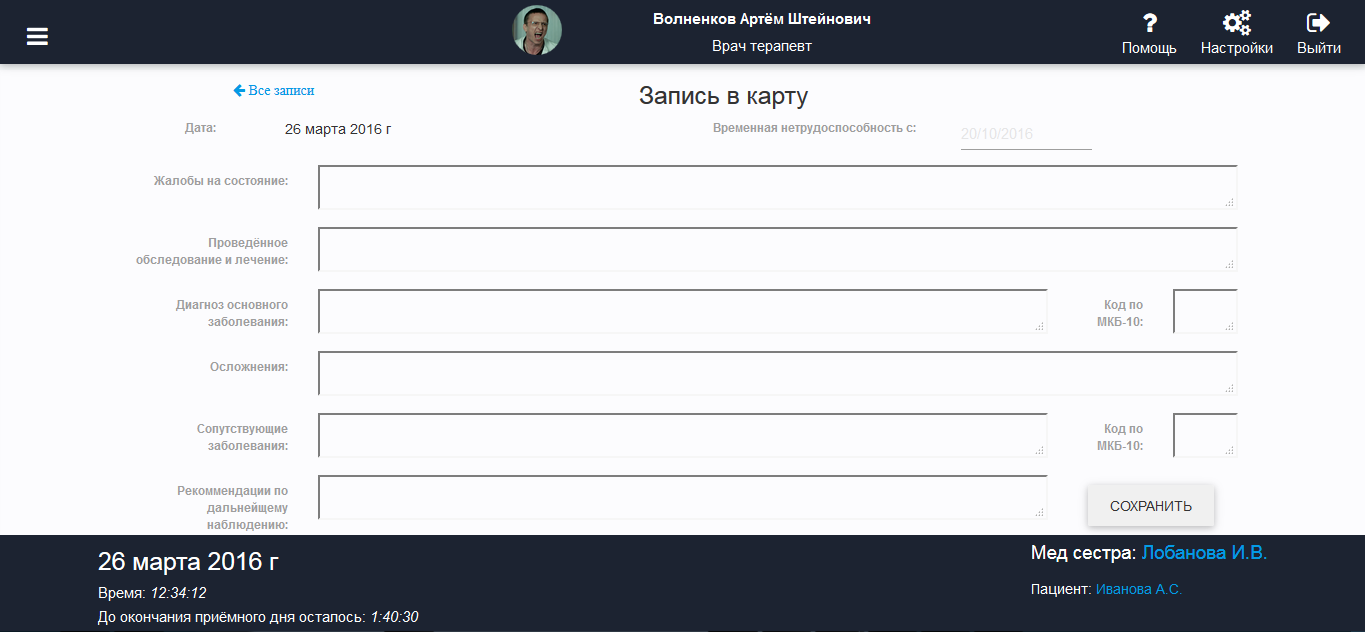 Волненков Артём Штейнович
Врач терапевт
Помощь
Настройки
Выйти
Все записи
Запись в карту
Дата:
26 марта 2016 г
Временная нетрудоспособность с:
20/10/2016
Жалобы на состояние:
Проведённое
обследование и лечение:
Диагноз основного
заболевания:
Код по
МКБ-10:
Осложнения:
Сопутствующие
заболевания:
Код по
МКБ-10:
Рекоммендации по
дальнейщему
наблюдению:
СОХРАНИТЬ
26 марта 2016 г
Время: 12:34:12
До окончания приёмного дня осталось: 1:40:30
Мед сестра: Лобанова И.В.
Пациент: Иванова А.С.